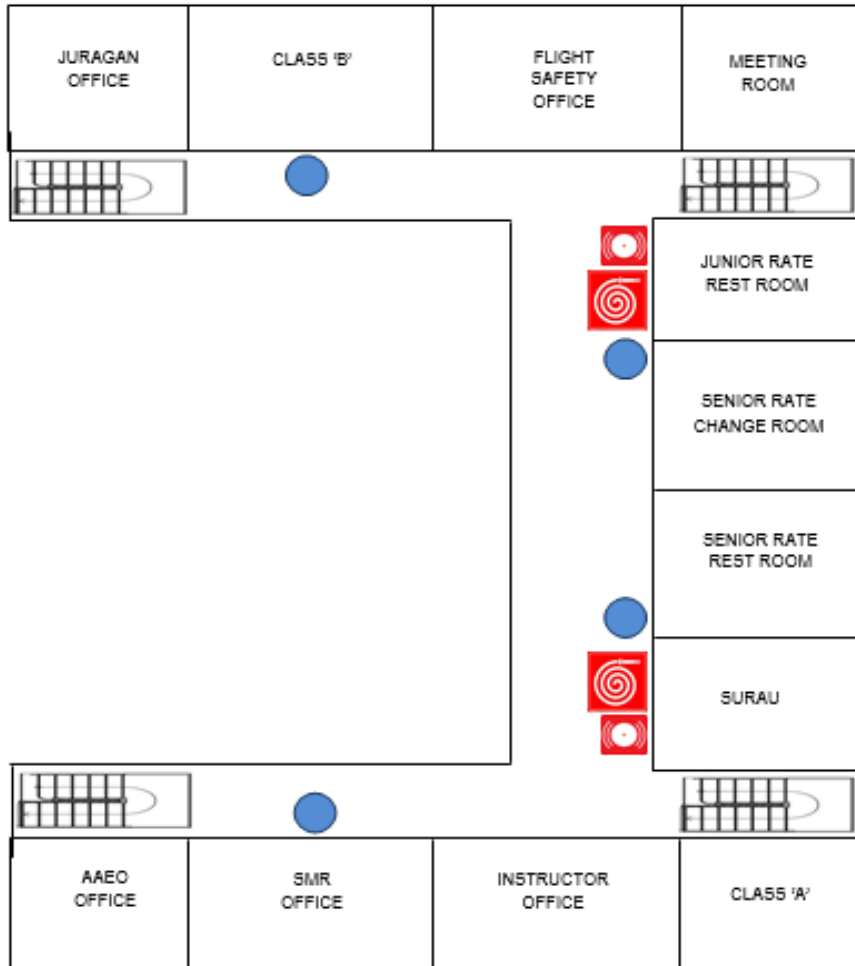 JURAGAN
OFFICE
CLASS 'B'
FLIGHT
SAFETY
OFFICE
MEETING
ROOM
JUNIOR RATE
REST ROOM
SENIOR RATE
CHANGE ROOM
SENIOR RATE
REST ROOM
SURAU
AAEO
OFFICE
SMR
OFFICE
INSTRUCTOR
OFFICE
CLASS 'A'